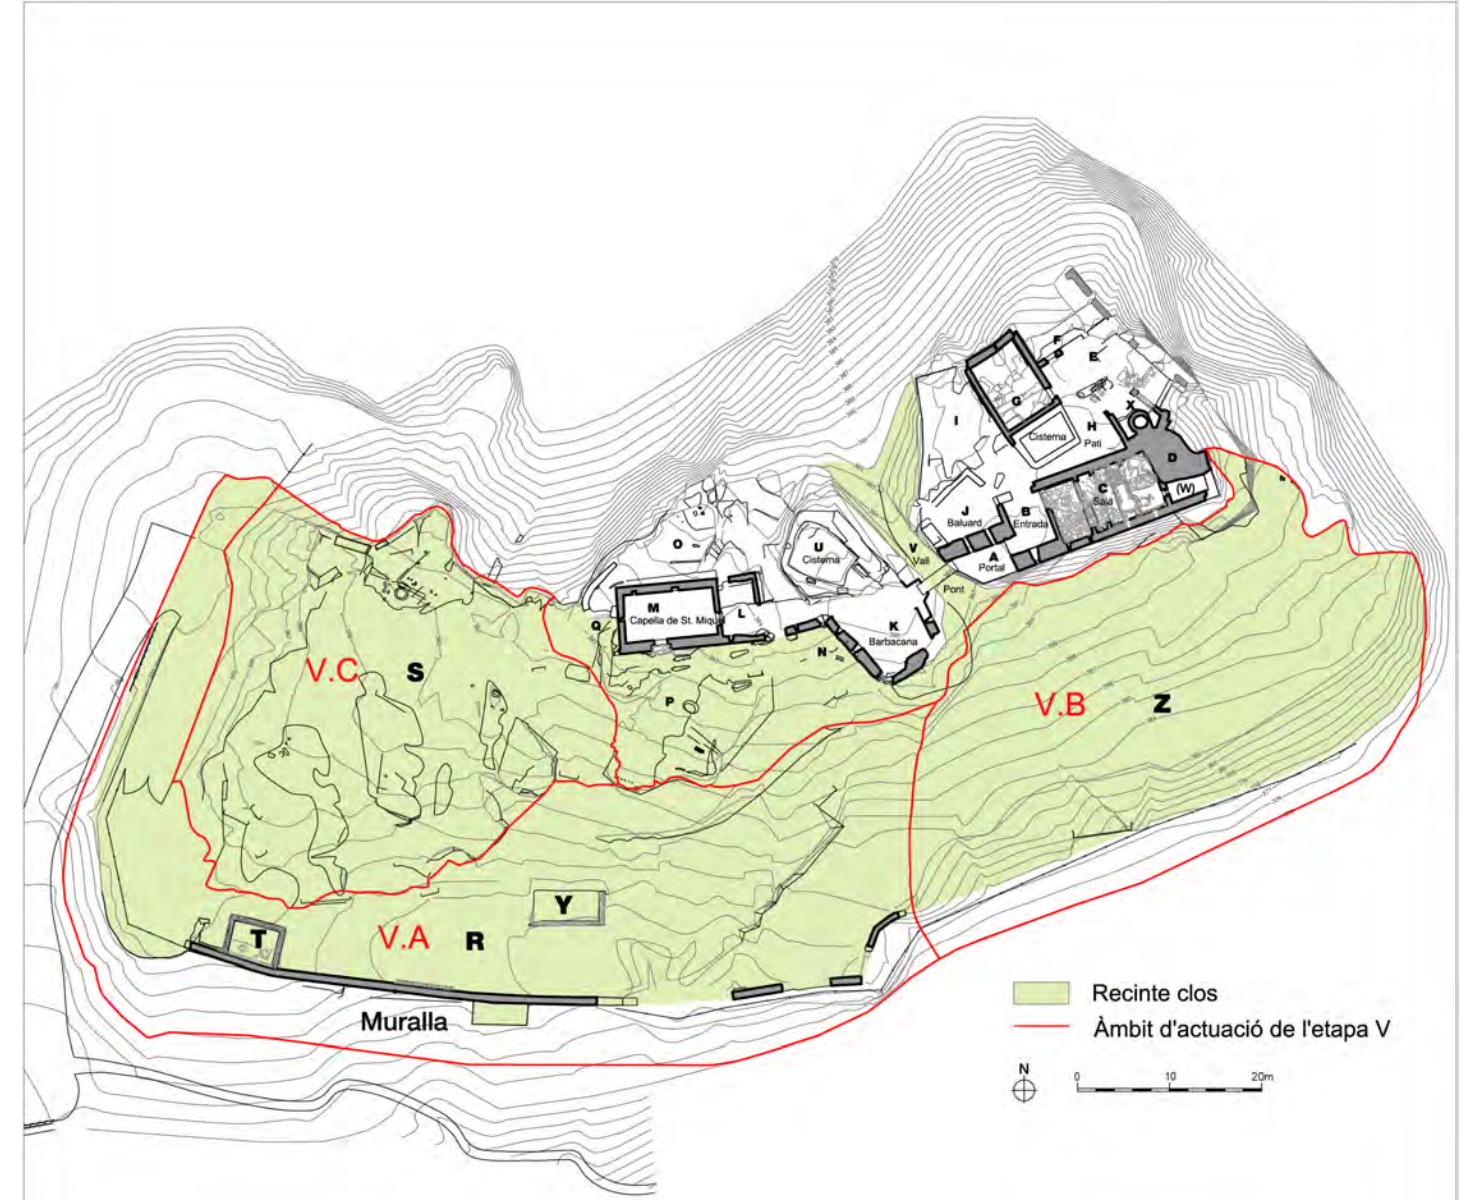 F
E
G
I
X
Cisterna
H
Pati
D
C
Sala
(W)
J
Baluard
B
Entrada
O
U
Cisterna
V
Vall
A
Portal
Pont
M
Capella de St. Miquel
L
Q
K
Barbacana
N
V.C
S
P
V.B
Z
Y
T
V.A
R
Muralla
Recinte clos
Àmbit d'actuació de l'etapa V
N
0 10 20m